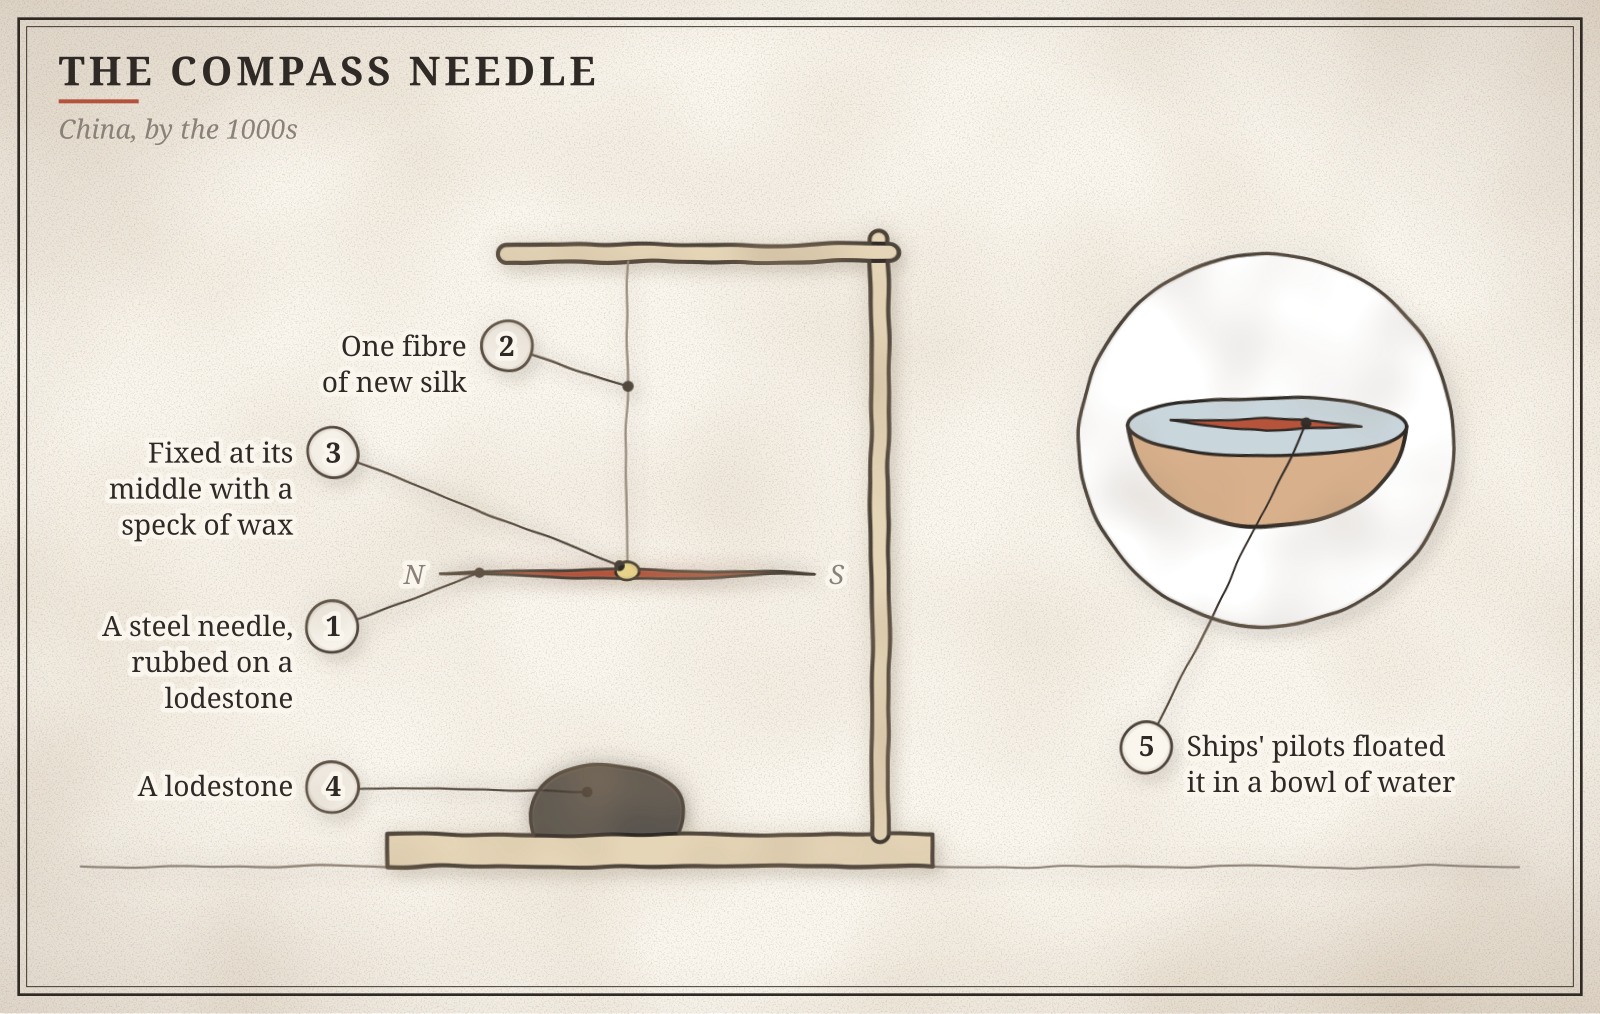 THE COMPASS NEEDLE
China, by the 1000s
One fibre
of new silk
2
Fixed at its
middle with a
speck of wax
3
N
S
A steel needle,
rubbed on a
lodestone
1
A lodestone
4
5
Ships' pilots floated
it in a bowl of water